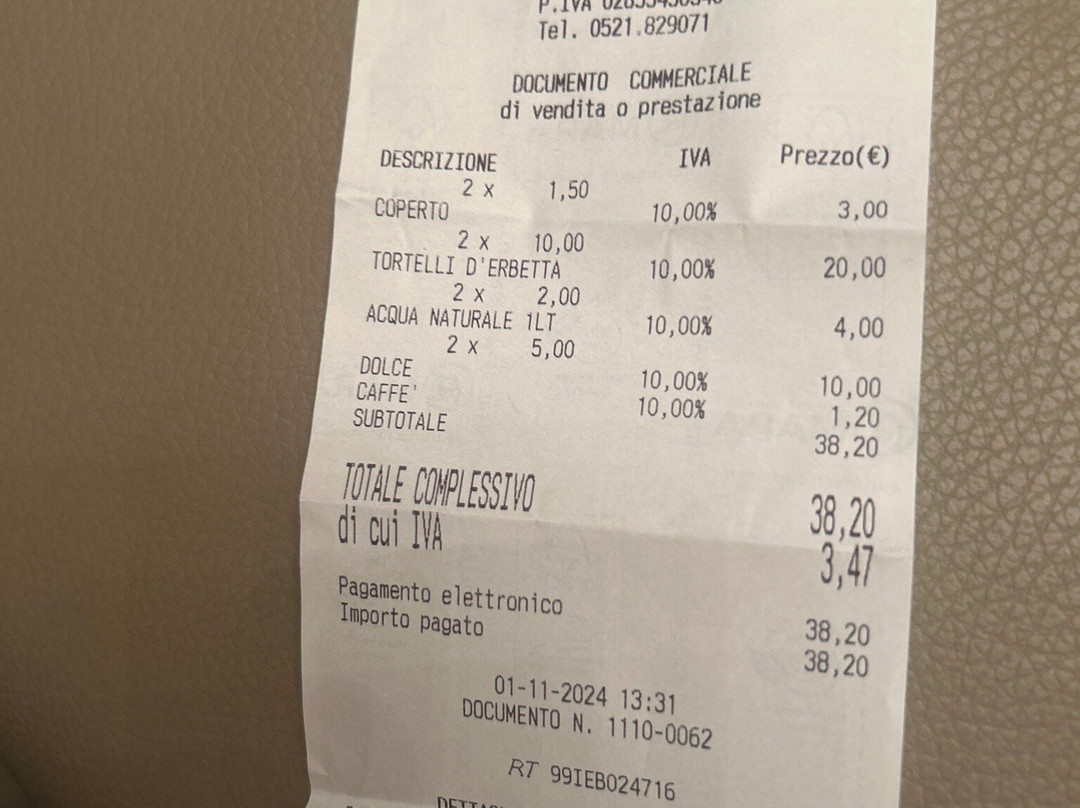 P.IVA
Tel. 0521.829071
DOCUMENTO COMMERCIALE
di vendita o prestazione
DESCRIZIONE IVA Prezzo(€)
2 x 1,50
COPERTO 10,00% 3,00
2 x 10,00
TORTELLI D'ERBETTA 10,00% 20,00
2 x 2,00
ACQUA NATURALE 1LT 10,00% 4,00
2 x 5,00
DOLCE 10,00% 10,00
CAFFE' 10,00% 1,20
SUBTOTALE 38,20
TOTALE COMPLESSIVO 38,20
di cui IVA 3,47
Pagamento elettronico 38,20
Importo pagato 38,20
01-11-2024 13:31
DOCUMENTO N. 1110-0062
RT 99IEB024716